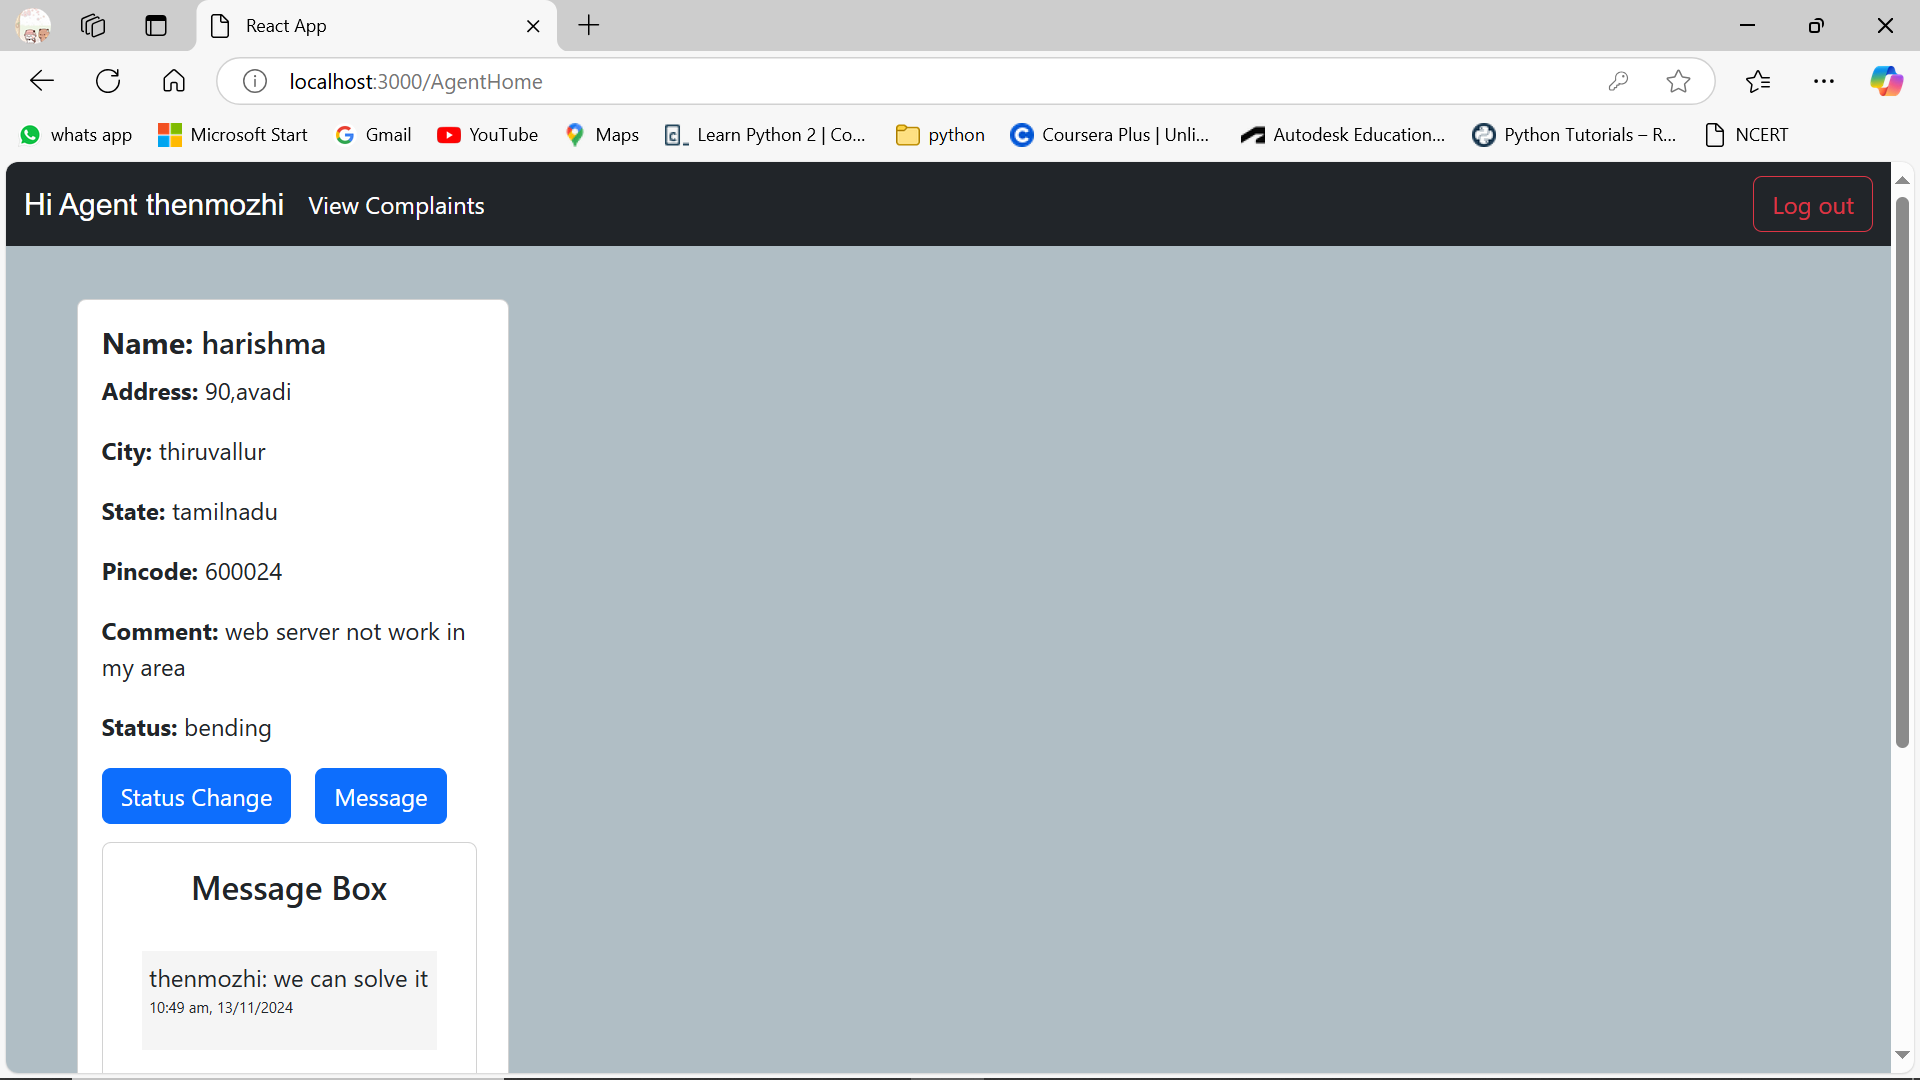 React App
localhost:3000/AgentHome
whats app Microsoft Start Gmail YouTube Maps Learn Python 2 | Co... python Coursera Plus | Unli... Autodesk Education... Python Tutorials – R... NCERT
Hi Agent thenmozhi View Complaints Log out
Name: harishma
Address: 90,avadi
City: thiruvallur
State: tamilnadu
Pincode: 600024
Comment: web server not work in
my area
Status: bending
Status Change Message
Message Box
thenmozhi: we can solve it
10:49 am, 13/11/2024